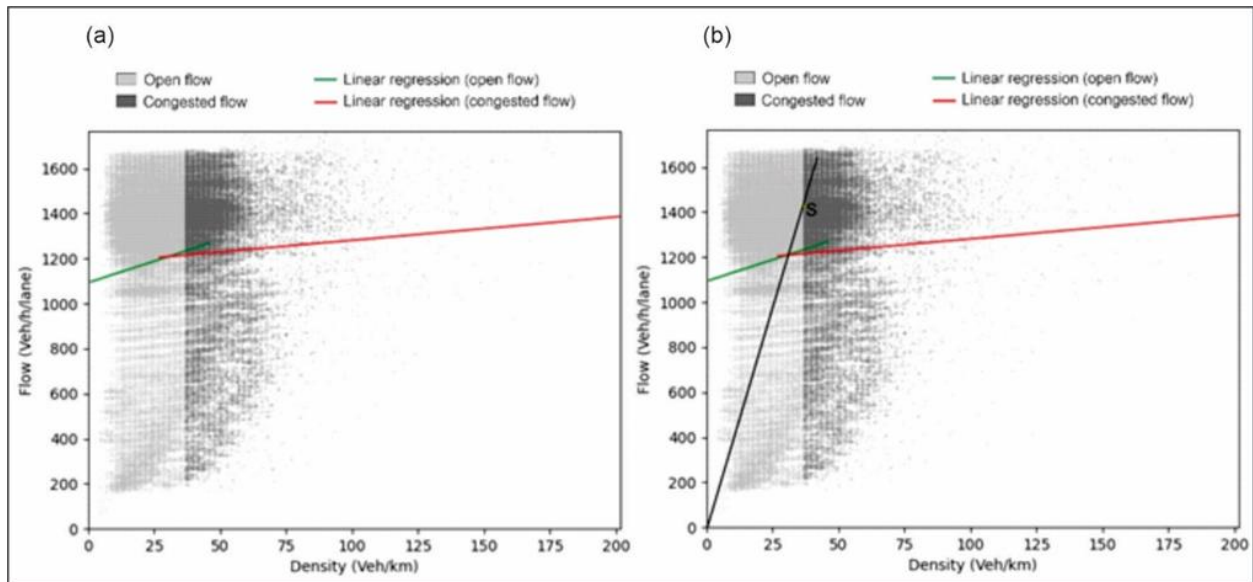 (a)
Open flow
Linear regression (open flow)
Congested flow
Linear regression (congested flow)
Flow (Veh/h/lane)
1600
1400
1200
1000
800
600
400
200
0
0 25 50 75 100 125 150 175 200
Density (Veh/km)
(b)
Open flow
Linear regression (open flow)
Congested flow
Linear regression (congested flow)
Flow (Veh/h/lane)
1600
1400
1200
1000
800
600
400
200
0
S
0 25 50 75 100 125 150 175 200
Density (Veh/km)